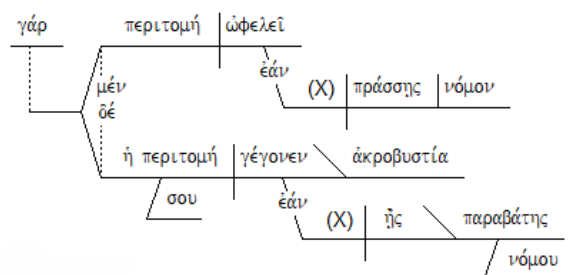 γάρ περιτομή ὠφελεῖ
μέν ἐάν (X) πράσσῃς νόμον
δέ
ἡ περιτομή γέγονεν ἀκροβυστία
σου ἐάν (X) ᾖς παραβάτης
νόμου